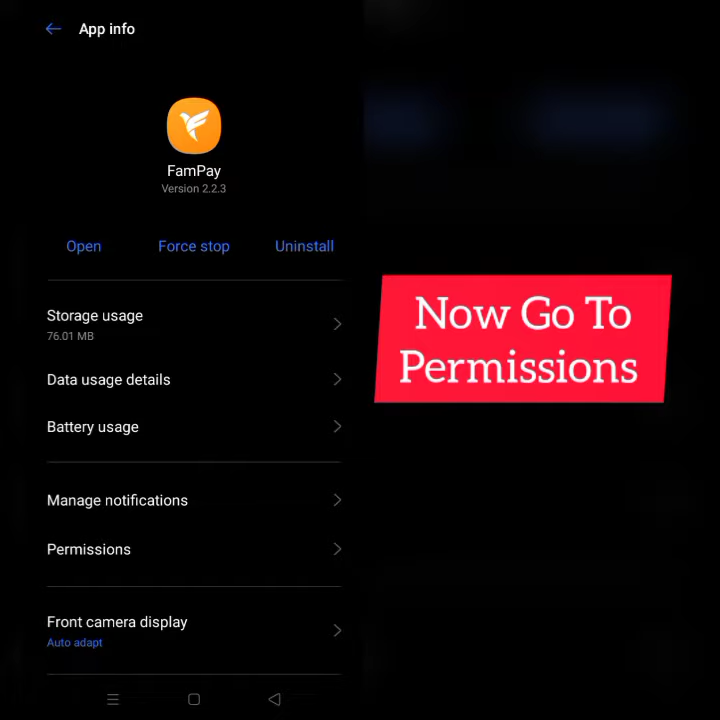 App info
FamPay
Version 2.2.3
Open Force stop Uninstall
Storage usage
76.01 MB
Data usage details
Battery usage
Manage notifications
Permissions
Front camera display
Auto adapt
Now Go To
Permissions